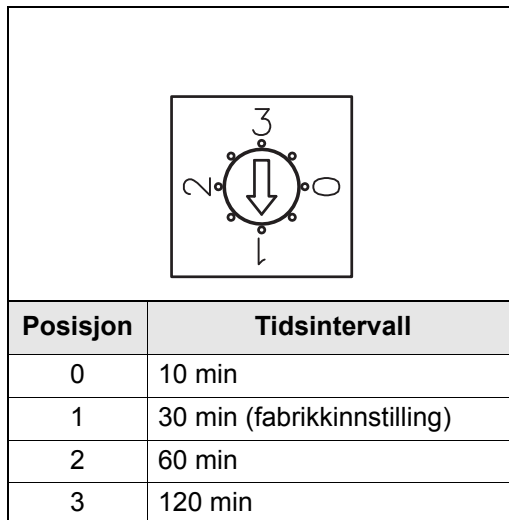 3
2 0
1
Posisjon Tidsintervall
0 10 min
1 30 min (fabrikkinnstilling)
2 60 min
3 120 min